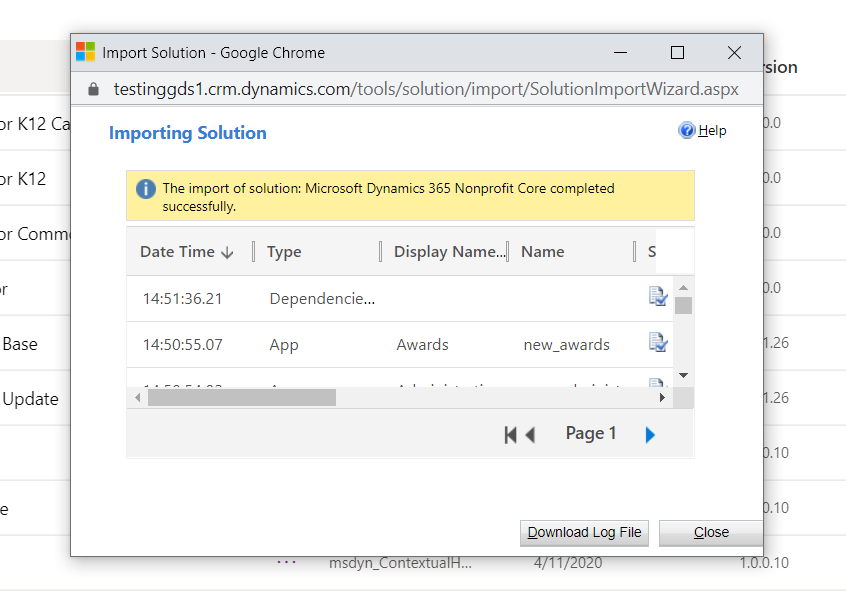 Import Solution - Google Chrome
testinggds1.crm.dynamics.com/tools/solution/import/SolutionImportWizard.aspx
Importing Solution
Help
The import of solution: Microsoft Dynamics 365 Nonprofit Core completed
successfully.
Date Time Type Display Name... Name S
14:51:36.21 Dependencie...
14:50:55.07 App Awards new_awards
Page 1
Download Log File Close
rsion
or K12 Ca 0.0
or K12 0.0
or Comm 0.0
or 0.0
Base 1.26
Update 1.26
0.10
e 0.10
... msdyn_ContextualH... 4/11/2020 1.0.0.10